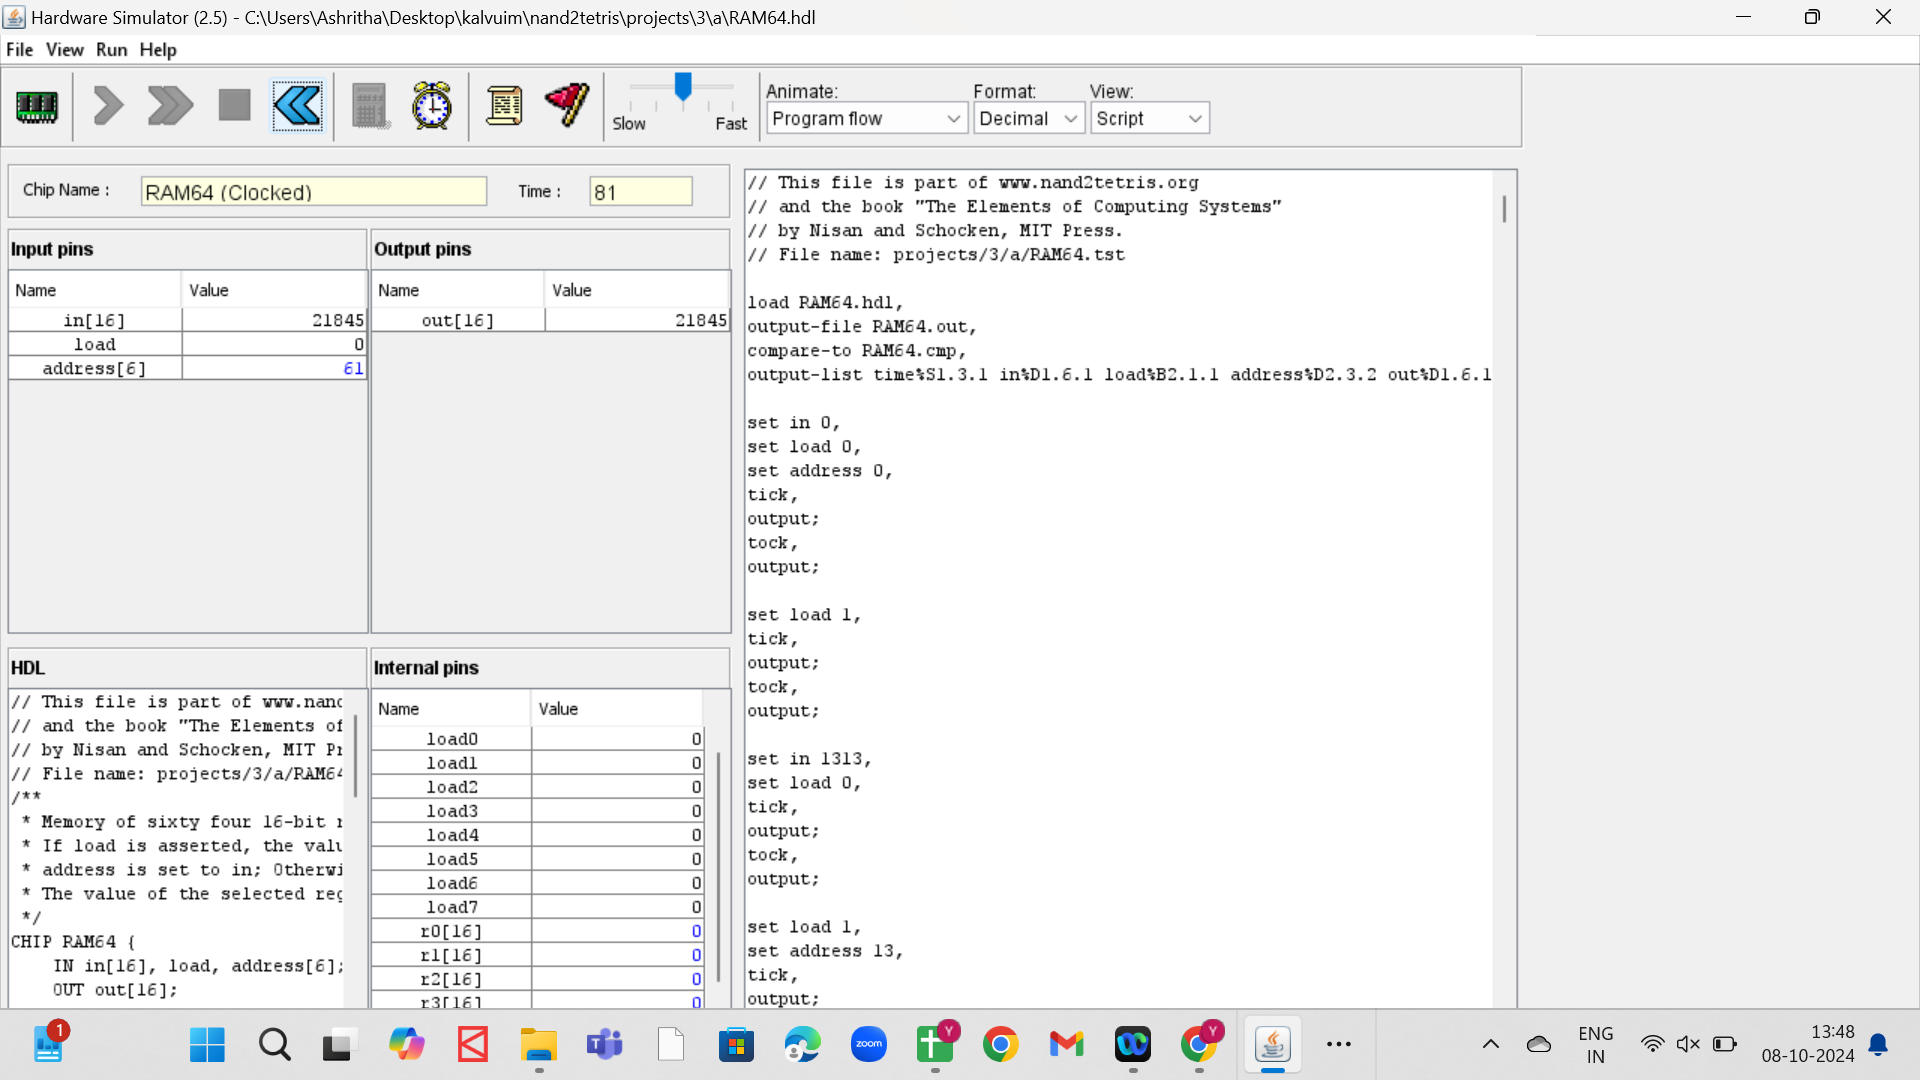 Hardware Simulator (2.5) - C:\Users\Ashritha\Desktop\kalvuim\nand2tetris\projects\3\a\RAM64.hdl
File View Run Help
Slow Fast
Animate: Format: View:
Program flow Decimal Script
Chip Name : RAM64 (Clocked) Time : 81
Input pins
Name Value
in[16] 21845
load 0
address[6] 61
Output pins
Name Value
out[16] 21845
HDL
// This file is part of www.nand
// and the book "The Elements of
// by Nisan and Schocken, MIT Pr
// File name: projects/3/a/RAM64
/**
* Memory of sixty four 16-bit r
* If load is asserted, the valu
* address is set to in; Otherwi
* The value of the selected reg
*/
CHIP RAM64 {
IN in[16], load, address[6];
OUT out[16];
Internal pins
Name Value
load0 0
load1 0
load2 0
load3 0
load4 0
load5 0
load6 0
load7 0
r0[16] 0
r1[16] 0
r2[16] 0
r3[16] 0
// This file is part of www.nand2tetris.org
// and the book "The Elements of Computing Systems"
// by Nisan and Schocken, MIT Press.
// File name: projects/3/a/RAM64.tst
load RAM64.hdl,
output-file RAM64.out,
compare-to RAM64.cmp,
output-list time%S1.3.1 in%D1.6.1 load%B2.1.1 address%D2.3.2 out%D1.6.1
set in 0,
set load 0,
set address 0,
tick,
output;
tock,
output;
set load 1,
tick,
output;
tock,
output;
set in 1313,
set load 0,
tick,
output;
tock,
output;
set load 1,
set address 13,
tick,
output;
1
zoom
Y
Y
ENG
IN
13:48
08-10-2024